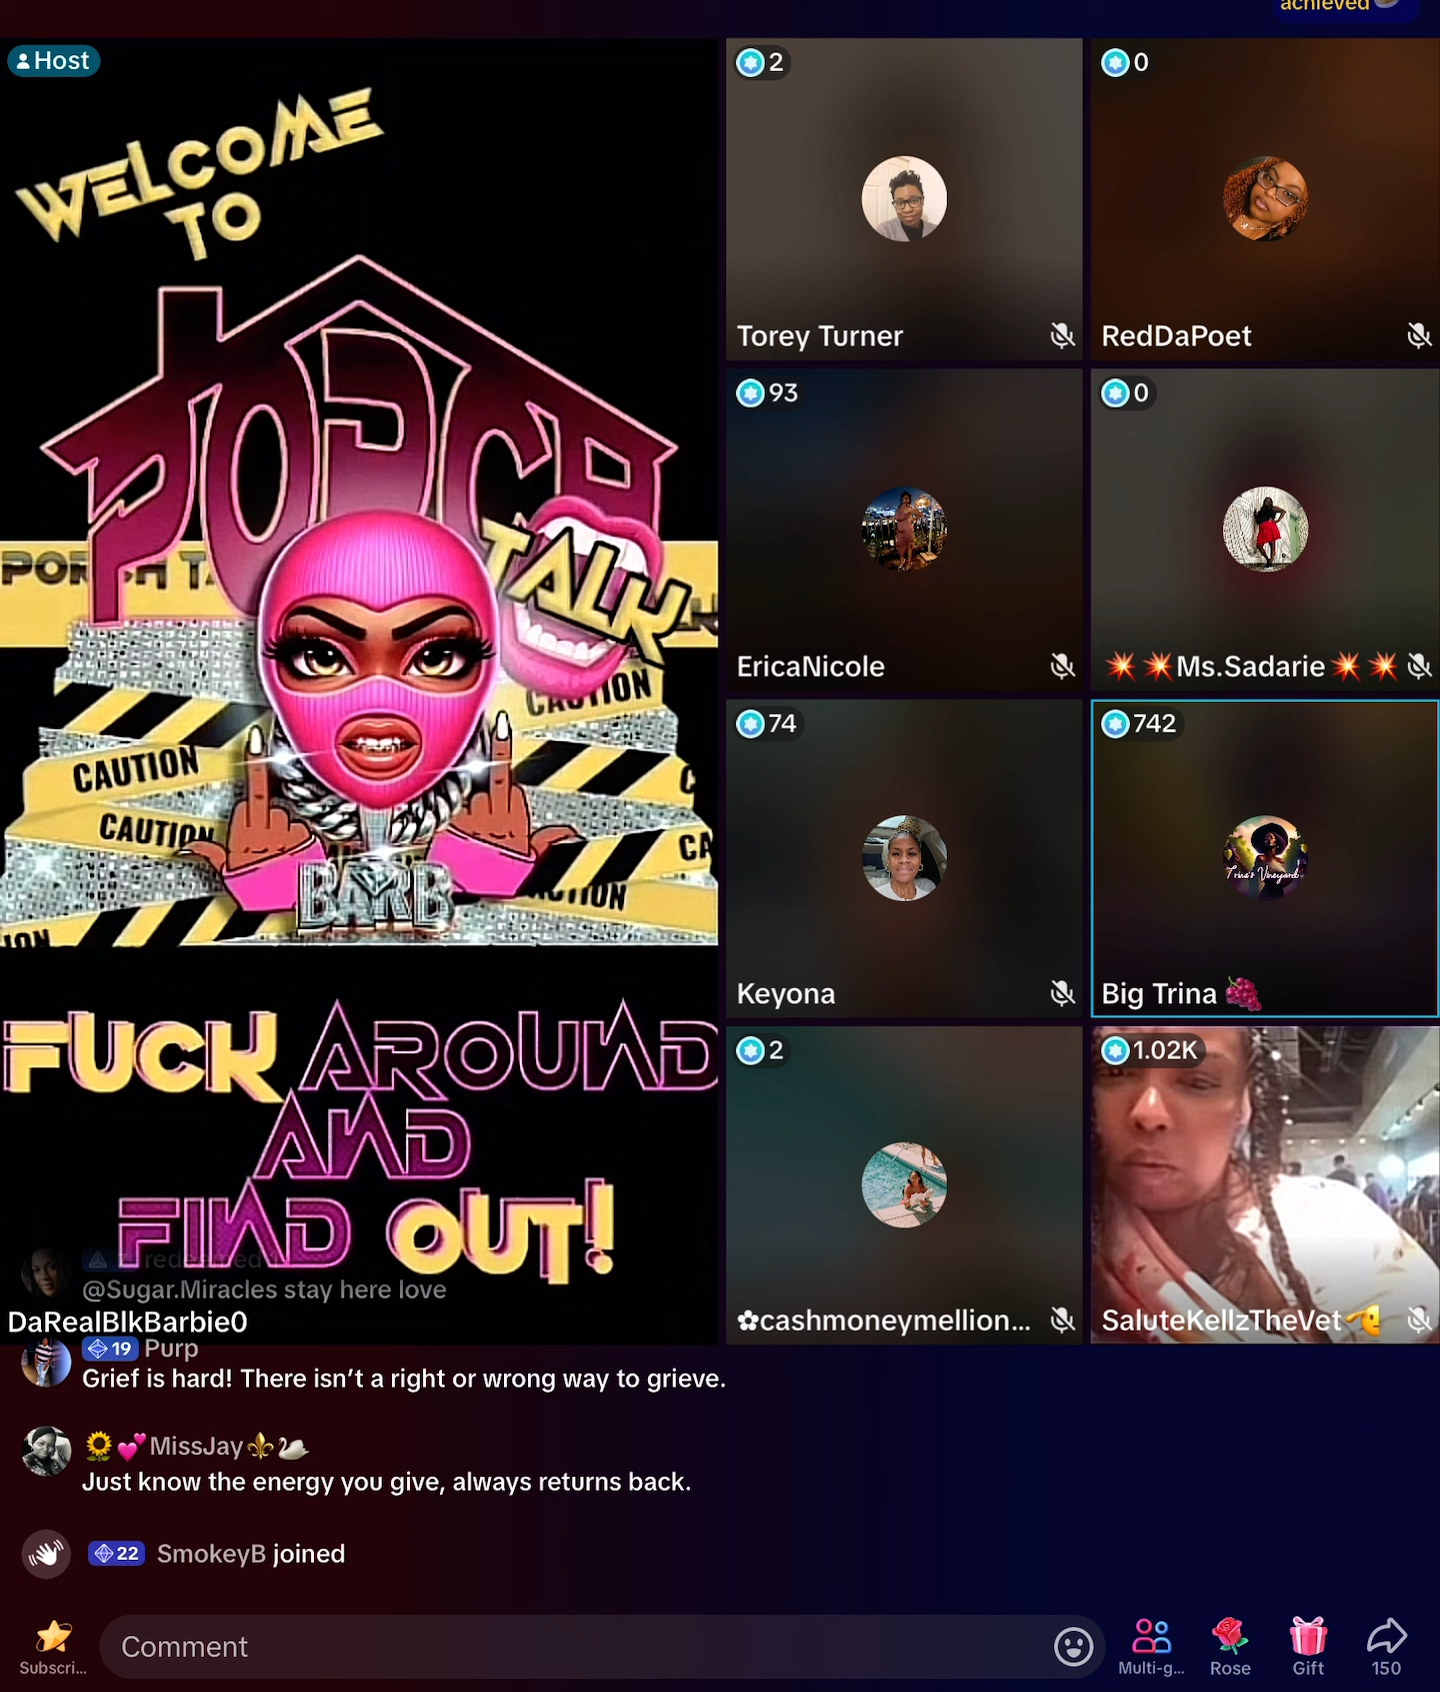 achieved
Host
WELCOME
TO
PORCH
TALK
CAUTION
CAUTION
CAUTION
BARB
FUCK AROUND
AND
FIND OUT!
redeemed
@Sugar.Miracles stay here love
DaRealBlkBarbie0
19 Purp
Grief is hard! There isn’t a right or wrong way to grieve.
🌻💕MissJay⚜️🦢
Just know the energy you give, always returns back.
22 SmokeyB joined
2
Torey Turner
0
RedDaPoet
93
EricaNicole
0
💥💥Ms.Sadarie💥💥
74
Keyona
742
Trina's Vineyard
Big Trina 🍇
2
✿cashmoneymellion...
1.02K
SaluteKellzTheVet🫡
Subscri...
Comment
Multi-g...
Rose
Gift
150